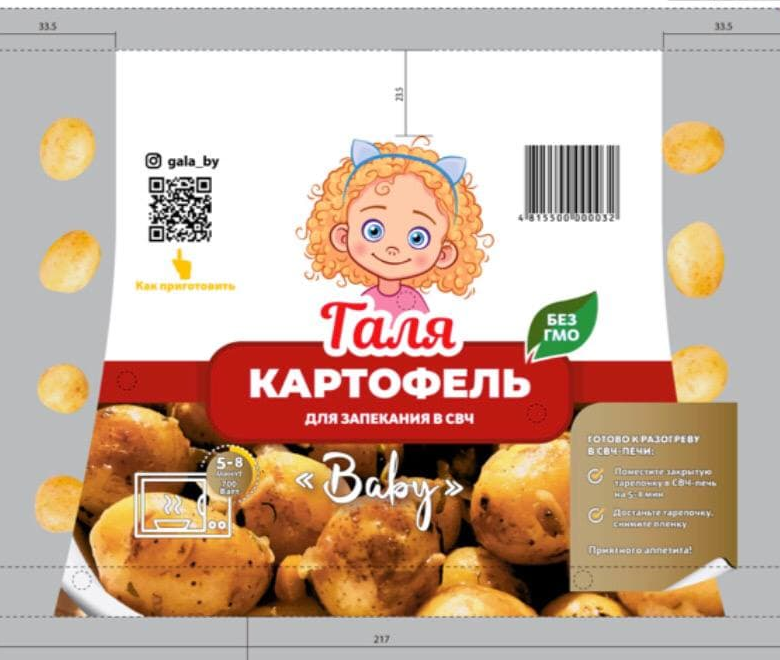 33.5
33.5
23.5
gala_by
Как приготовить
4 815500 000032
Галя
БЕЗ
ГМО
КАРТОФЕЛЬ
ДЛЯ ЗАПЕКАНИЯ В СВЧ
«Baby»
5-8
минут
700
Ватт
ГОТОВО К РАЗОГРЕВУ
В СВЧ-ПЕЧИ:
Поместите закрытую
тарелочку в СВЧ-печь
на 5-8 мин
Достаньте тарелочку,
снимите пленку
Приятного аппетита!
217